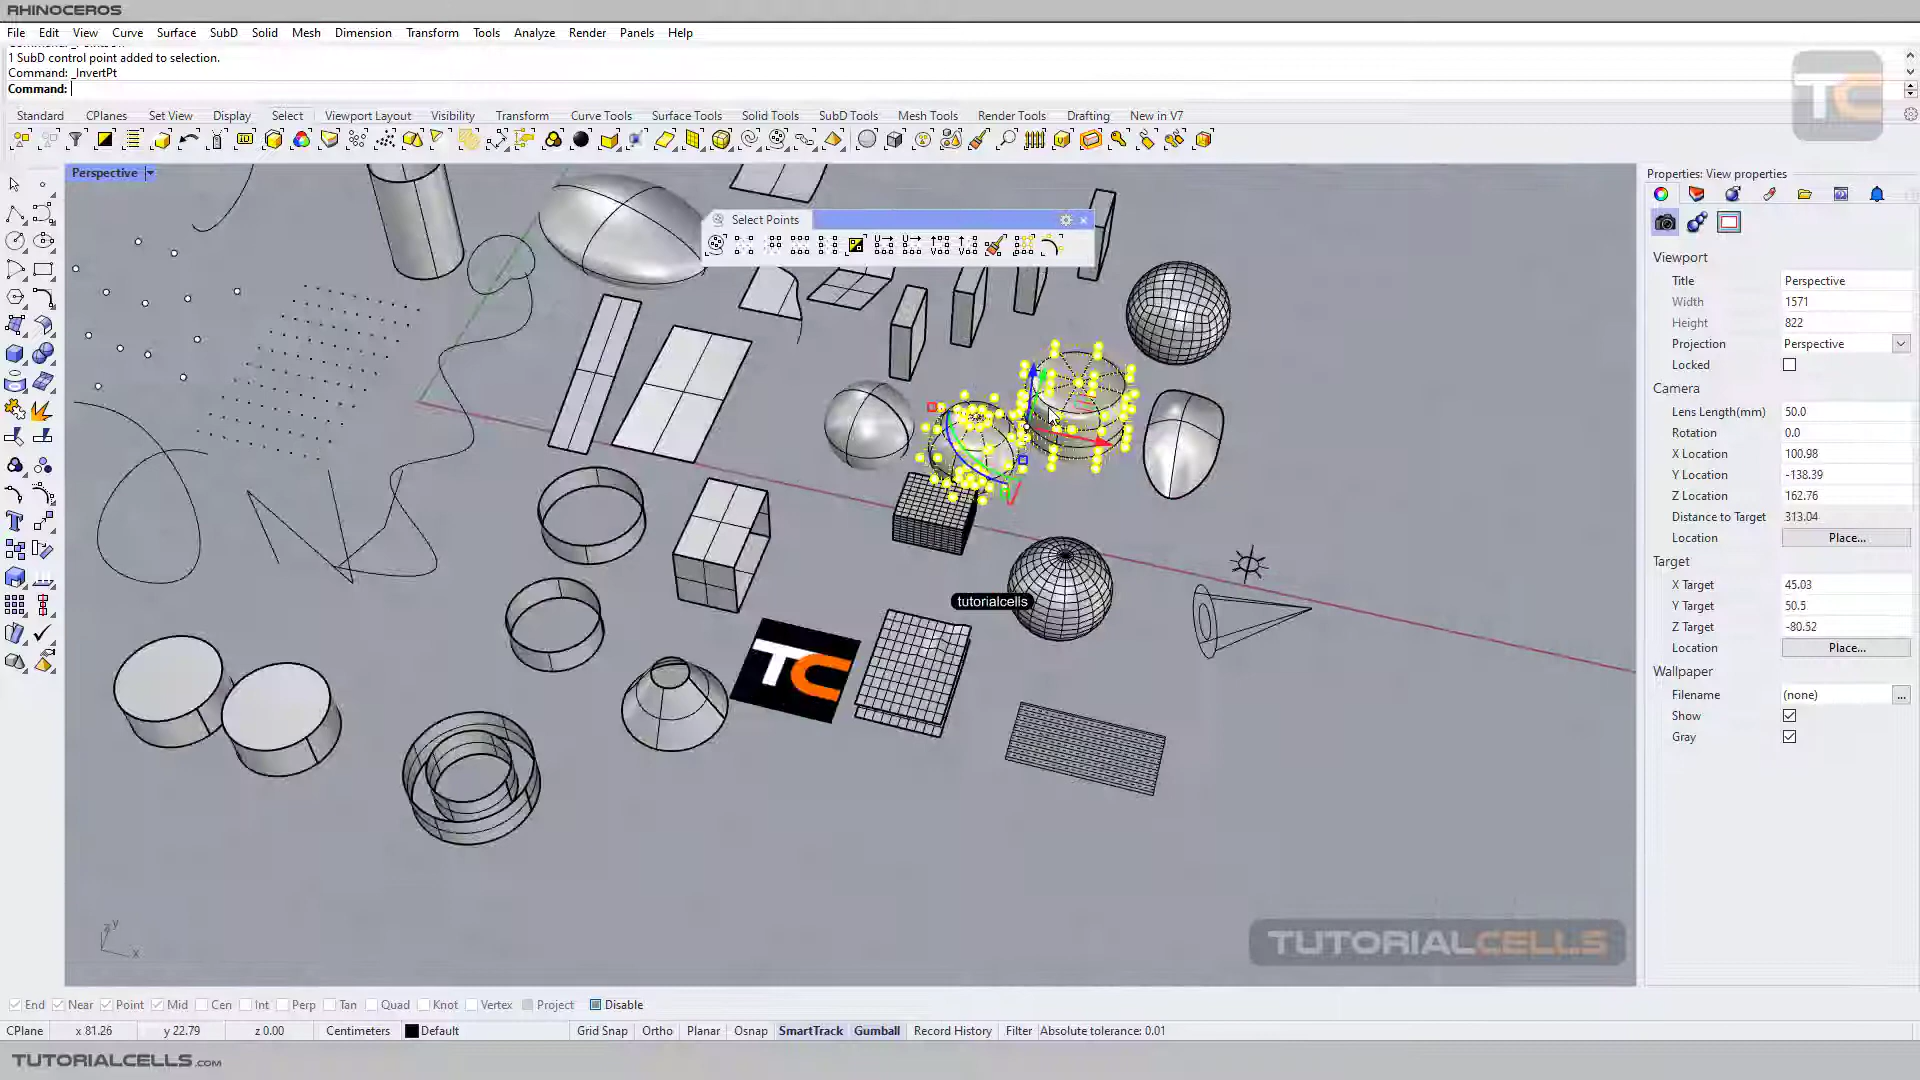 RHINOCEROS
File Edit View Curve Surface SubD Solid Mesh Dimension Transform Tools Analyze Render Panels Help
1 SubD control point added to selection.
Command: _InvertPt
Command:
TC
Standard CPlanes Set View Display Select Viewport Layout Visibility Transform Curve Tools Surface Tools Solid Tools SubD Tools Mesh Tools Render Tools Drafting New in V7
Perspective
Select Points
tutorialcells
TC
TUTORIALCELLS
z y
x
Properties: View properties
Viewport
Title Perspective
Width 1571
Height 822
Projection Perspective
Locked
Camera
Lens Length(mm) 50.0
Rotation 0.0
X Location 100.98
Y Location -138.39
Z Location 162.76
Distance to Target 313.04
Location Place...
Target
X Target 45.03
Y Target 50.5
Z Target -80.52
Location Place...
Wallpaper
Filename (none) ...
Show
Gray
End Near Point Mid Cen Int Perp Tan Quad Knot Vertex Project Disable
CPlane x 81.26 y 22.79 z 0.00 Centimeters Default Grid Snap Ortho Planar Osnap SmartTrack Gumball Record History Filter Absolute tolerance: 0.01
TUTORIALCELLS.COM